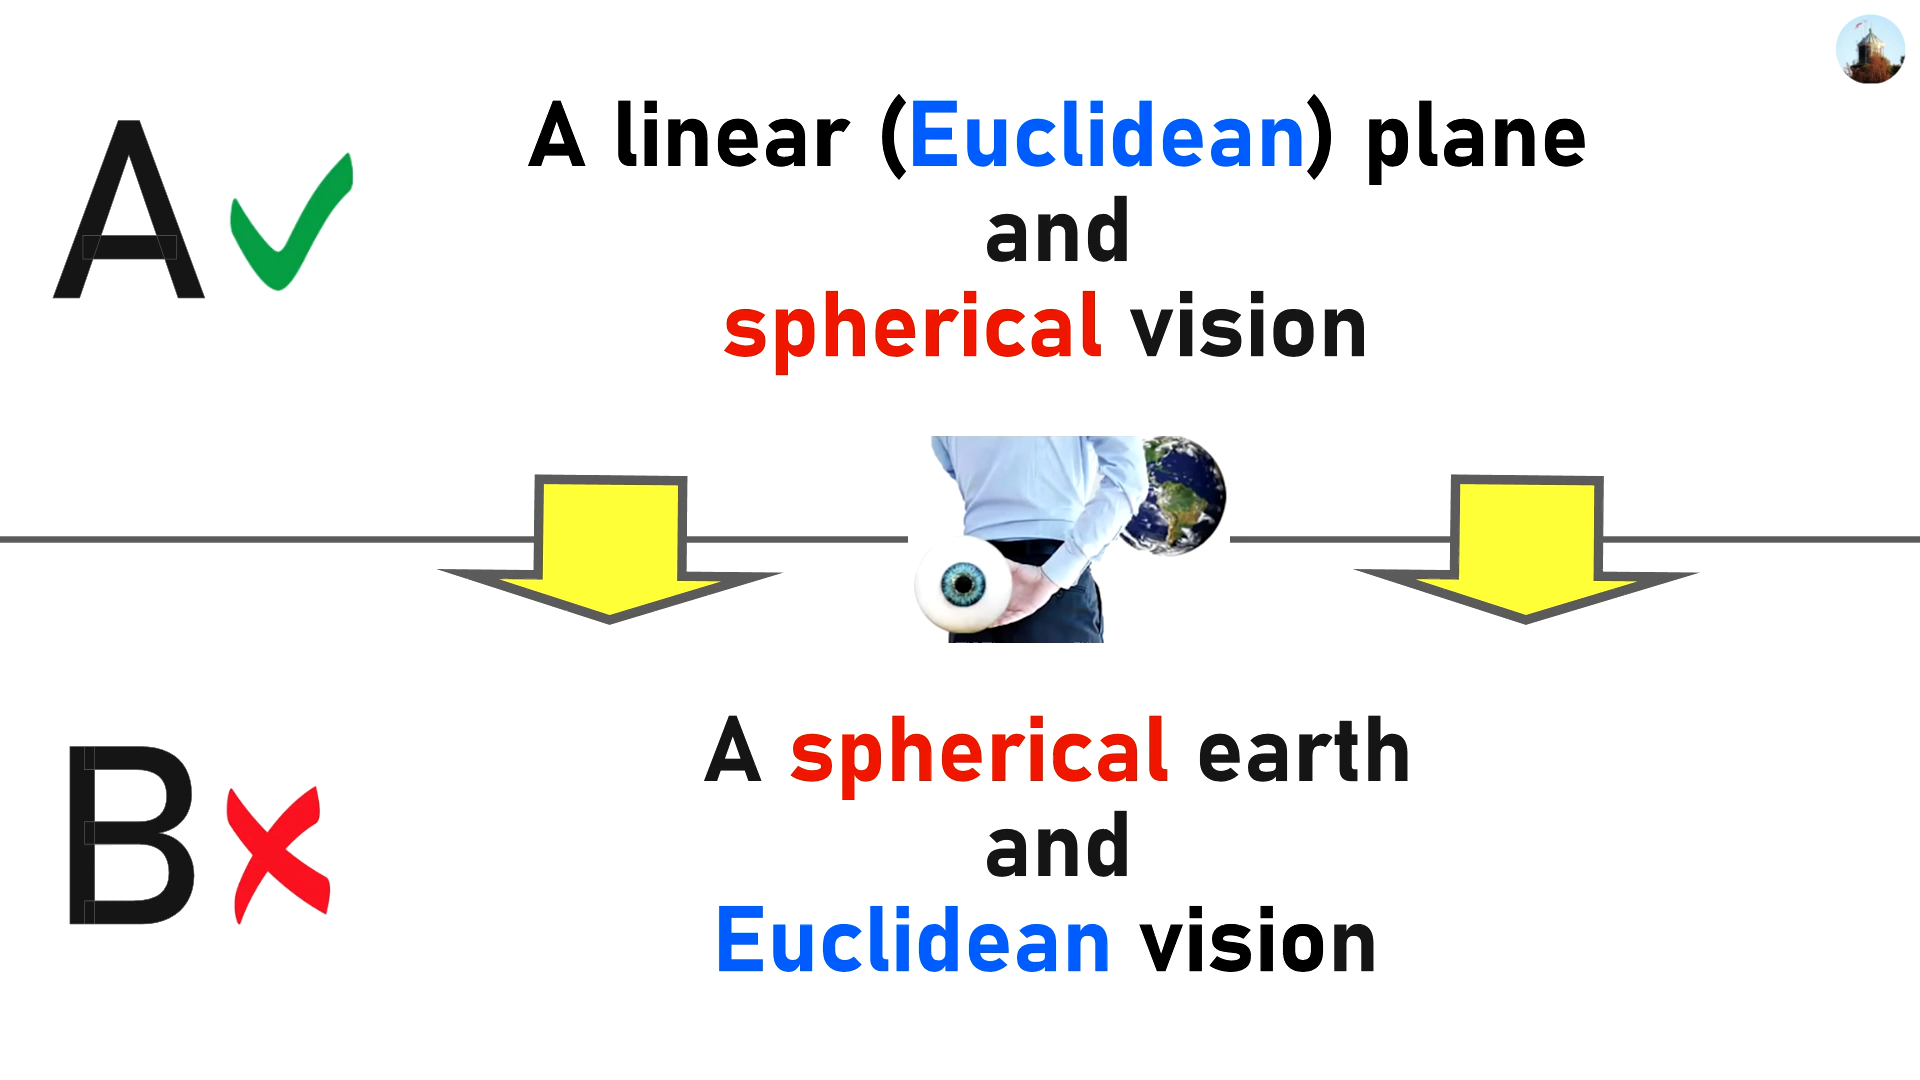 A
A linear (Euclidean) plane
and
spherical vision
B
A spherical earth
and
Euclidean vision